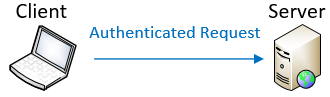 Client
Server
Authenticated Request